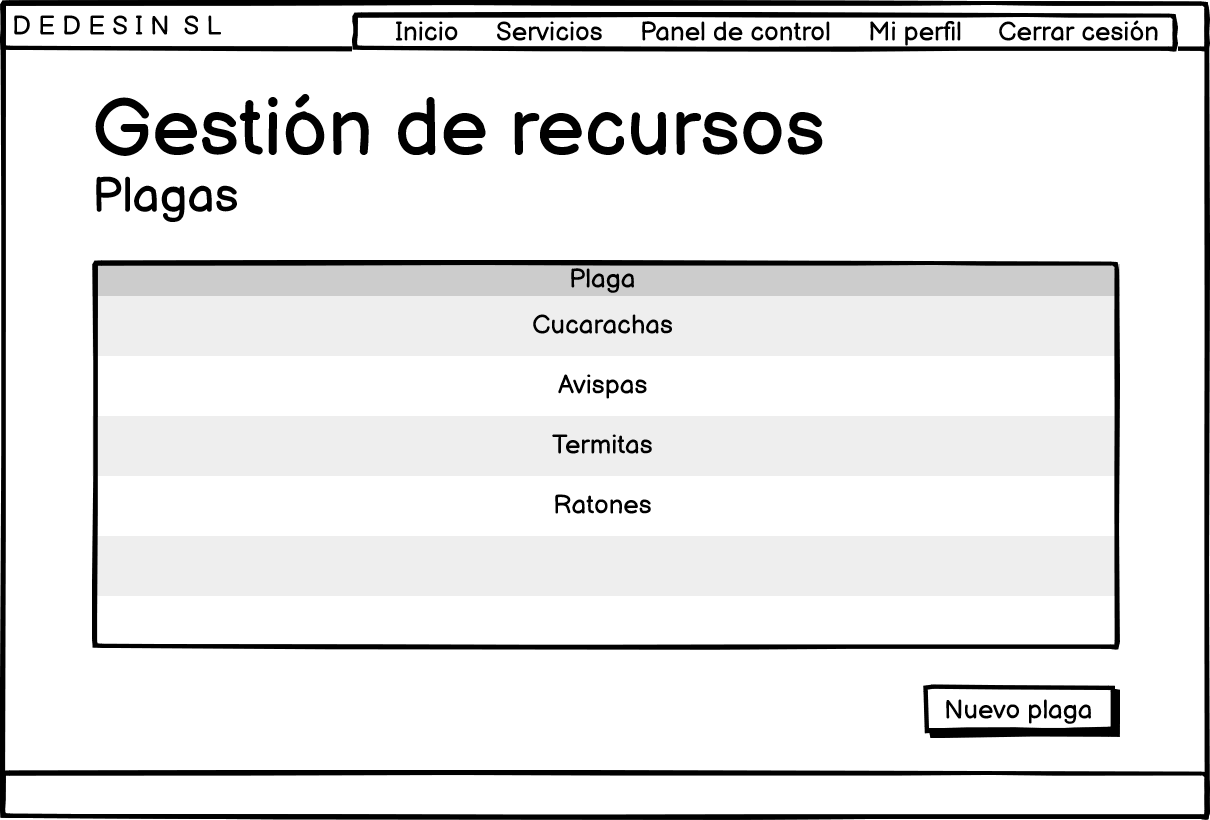 DEDESIN SL
Inicio Servicios Panel de control Mi perfil Cerrar cesión
Gestión de recursos
Plagas
Plaga
Cucarachas
Avispas
Termitas
Ratones
Nuevo plaga